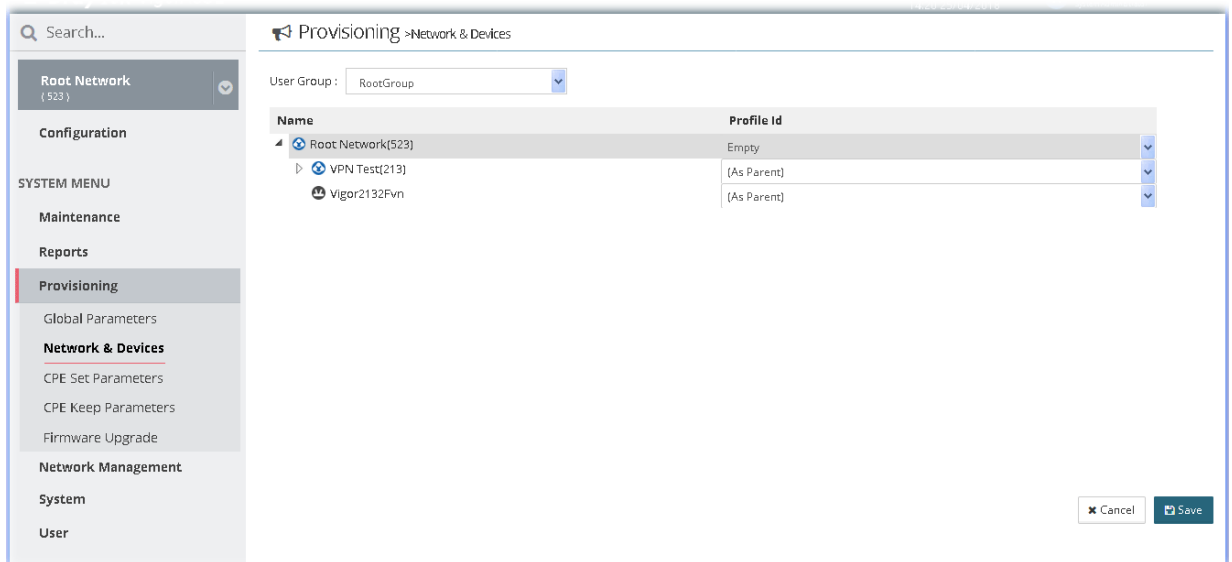 Search...
Root Network
( 523 )
Configuration
SYSTEM MENU
Maintenance
Reports
Provisioning
Global Parameters
Network & Devices
CPE Set Parameters
CPE Keep Parameters
Firmware Upgrade
Network Management
System
User
Provisioning >Network & Devices
User Group : RootGroup
Name Profile Id
Root Network(523) Empty
VPN Test(213) (As Parent)
Vigor2132Fvn (As Parent)
Cancel Save